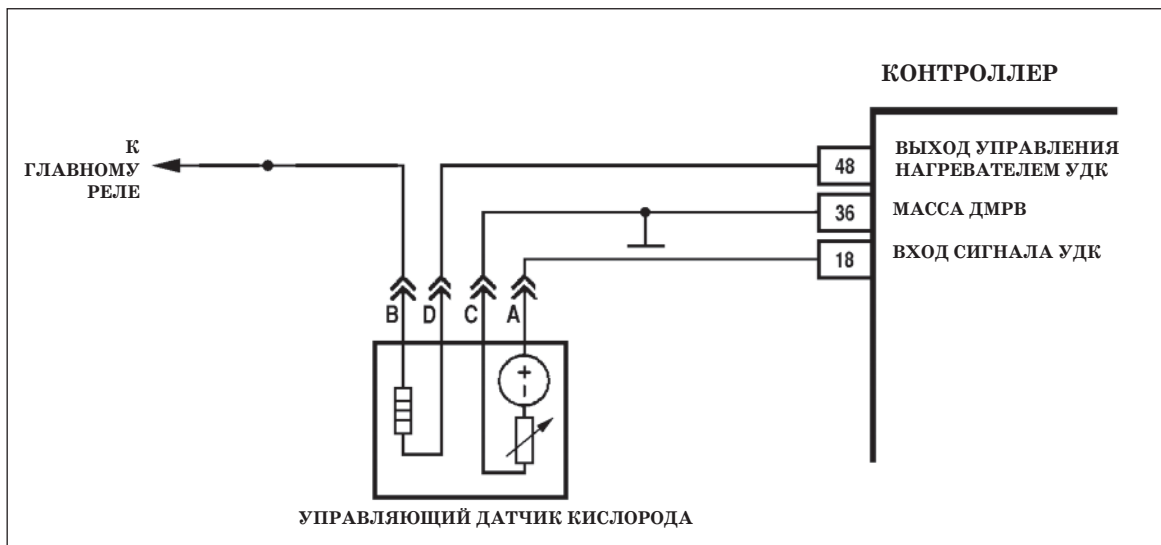 КОНТРОЛЛЕР
К
ГЛАВНОМУ
РЕЛЕ
48
ВЫХОД УПРАВЛЕНИЯ
НАГРЕВАТЕЛЕМ УДК
36
МАССА ДМРВ
18
ВХОД СИГНАЛА УДК
B D C A
+
-
УПРАВЛЯЮЩИЙ ДАТЧИК КИСЛОРОДА